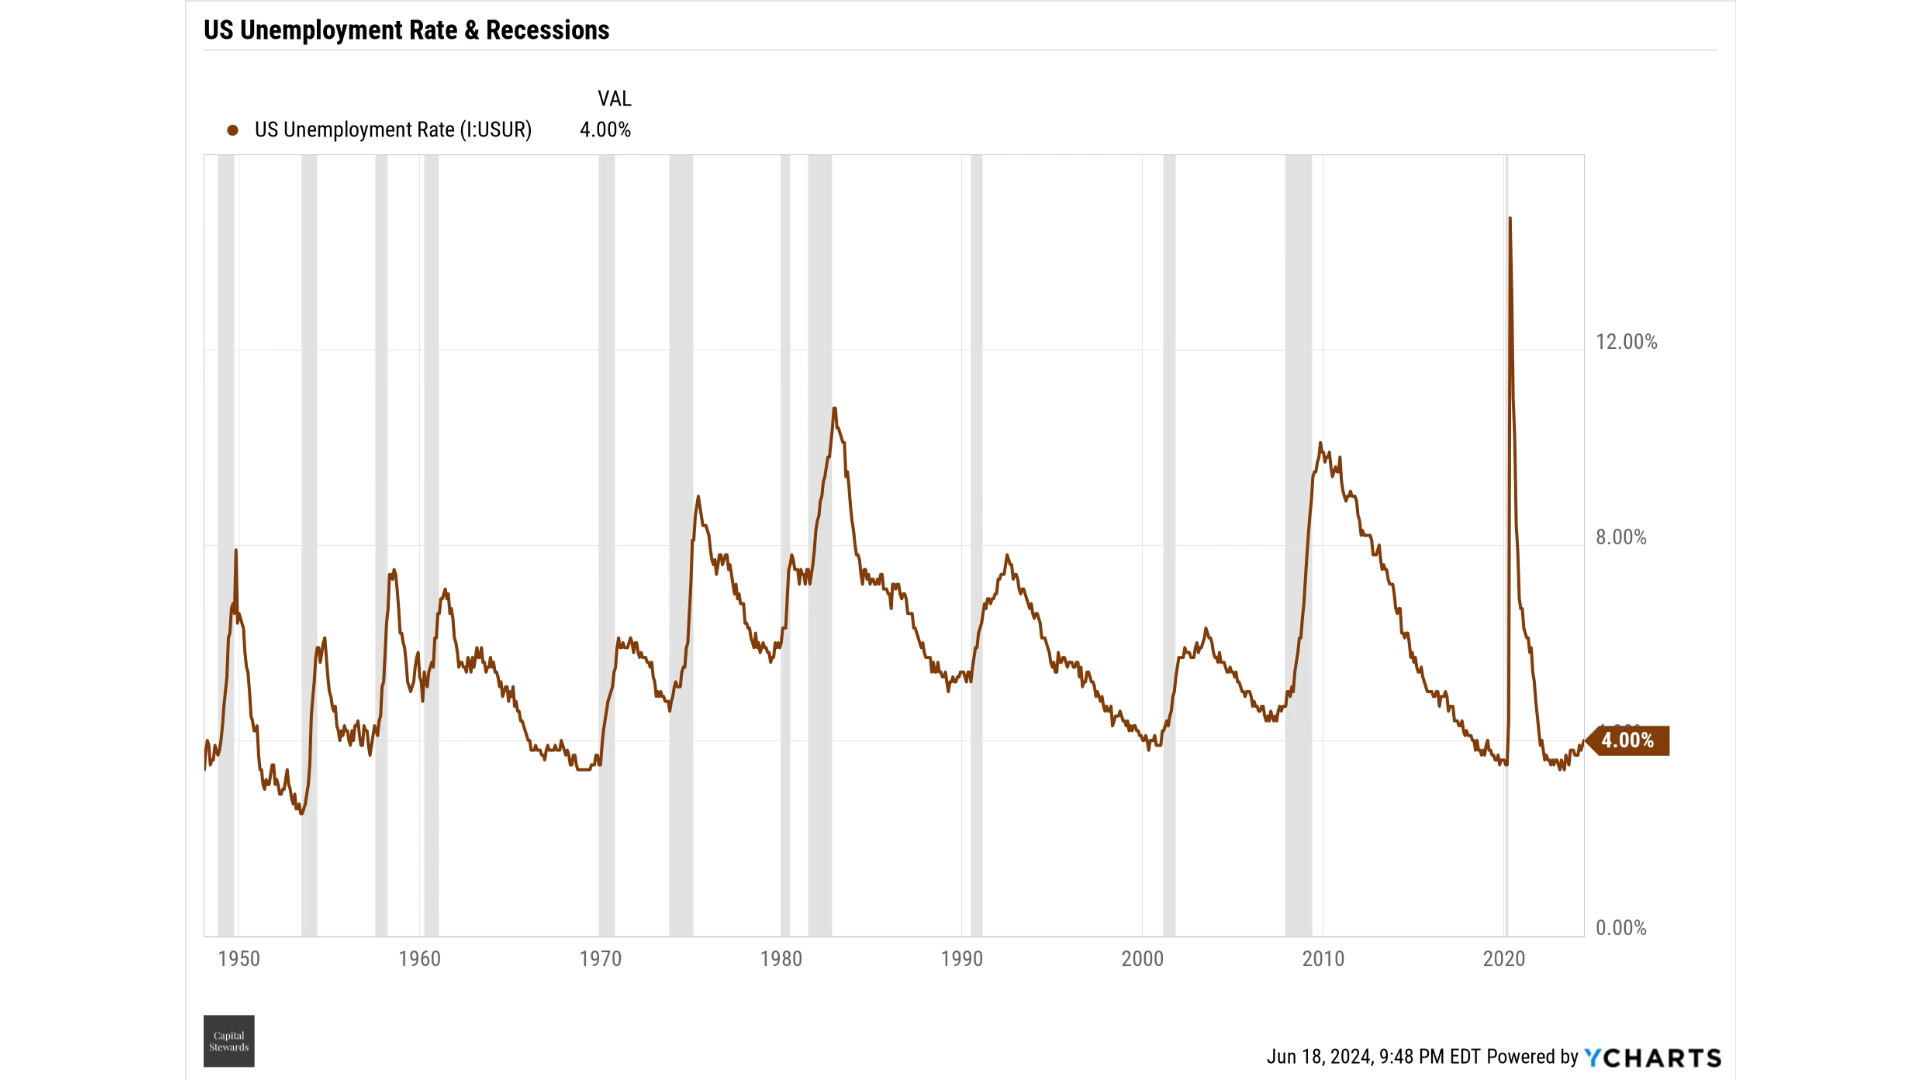 US Unemployment Rate & Recessions
VAL
US Unemployment Rate (I:USUR) 4.00%
12.00%
8.00%
4.00%
0.00%
1950 1960 1970 1980 1990 2000 2010 2020
Capital
Stewards
Jun 18, 2024, 9:48 PM EDT Powered by YCHARTS